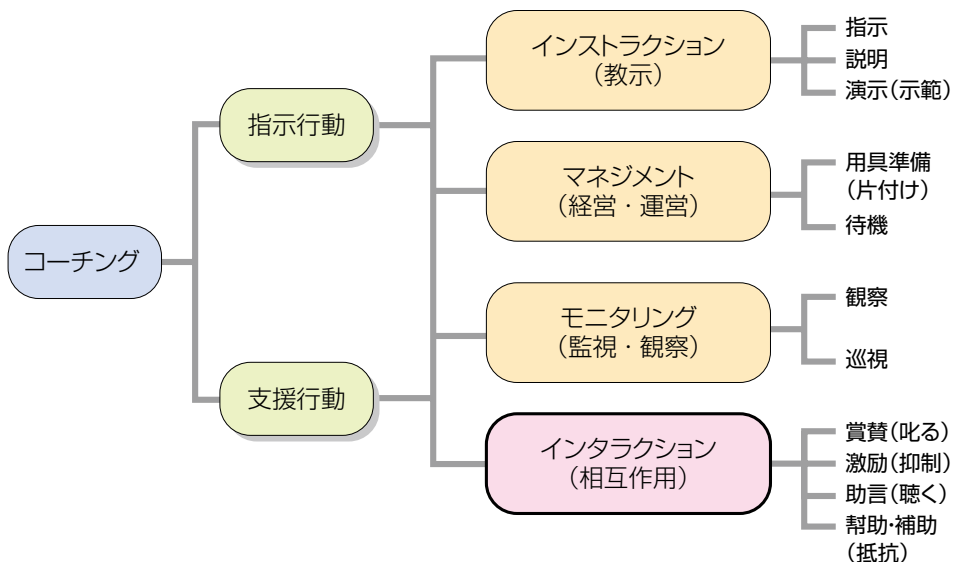 コーチング
指示行動
支援行動
インストラクション
（教示）
指示
説明
演示（示範）
マネジメント
（経営・運営）
用具準備
（片付け）
待機
モニタリング
（監視・観察）
観察
巡視
インタラクション
（相互作用）
賞賛（叱る）
激励（抑制）
助言（聴く）
幇助・補助
（抵抗）